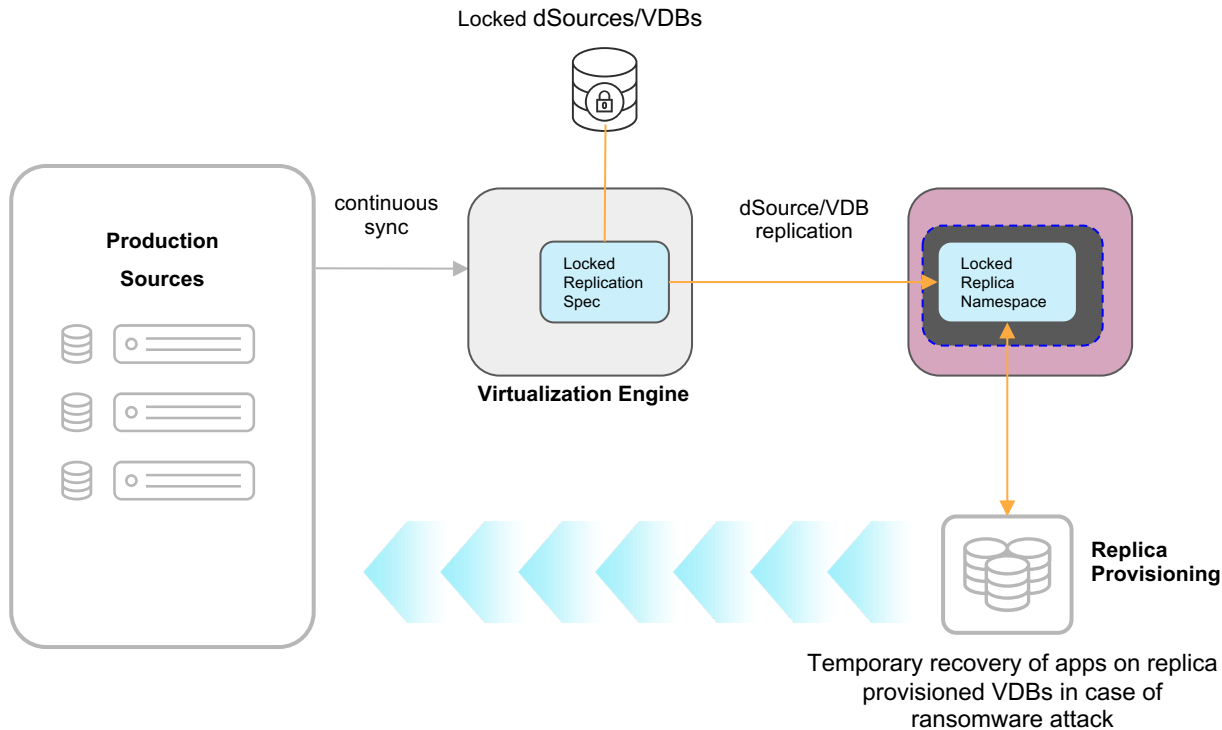 Locked dSources/VDBs
Production
Sources
continuous
sync
Locked
Replication
Spec
Virtualization Engine
dSource/VDB
replication
Locked
Replica
Namespace
Replica
Provisioning
Temporary recovery of apps on replica
provisioned VDBs in case of
ransomware attack